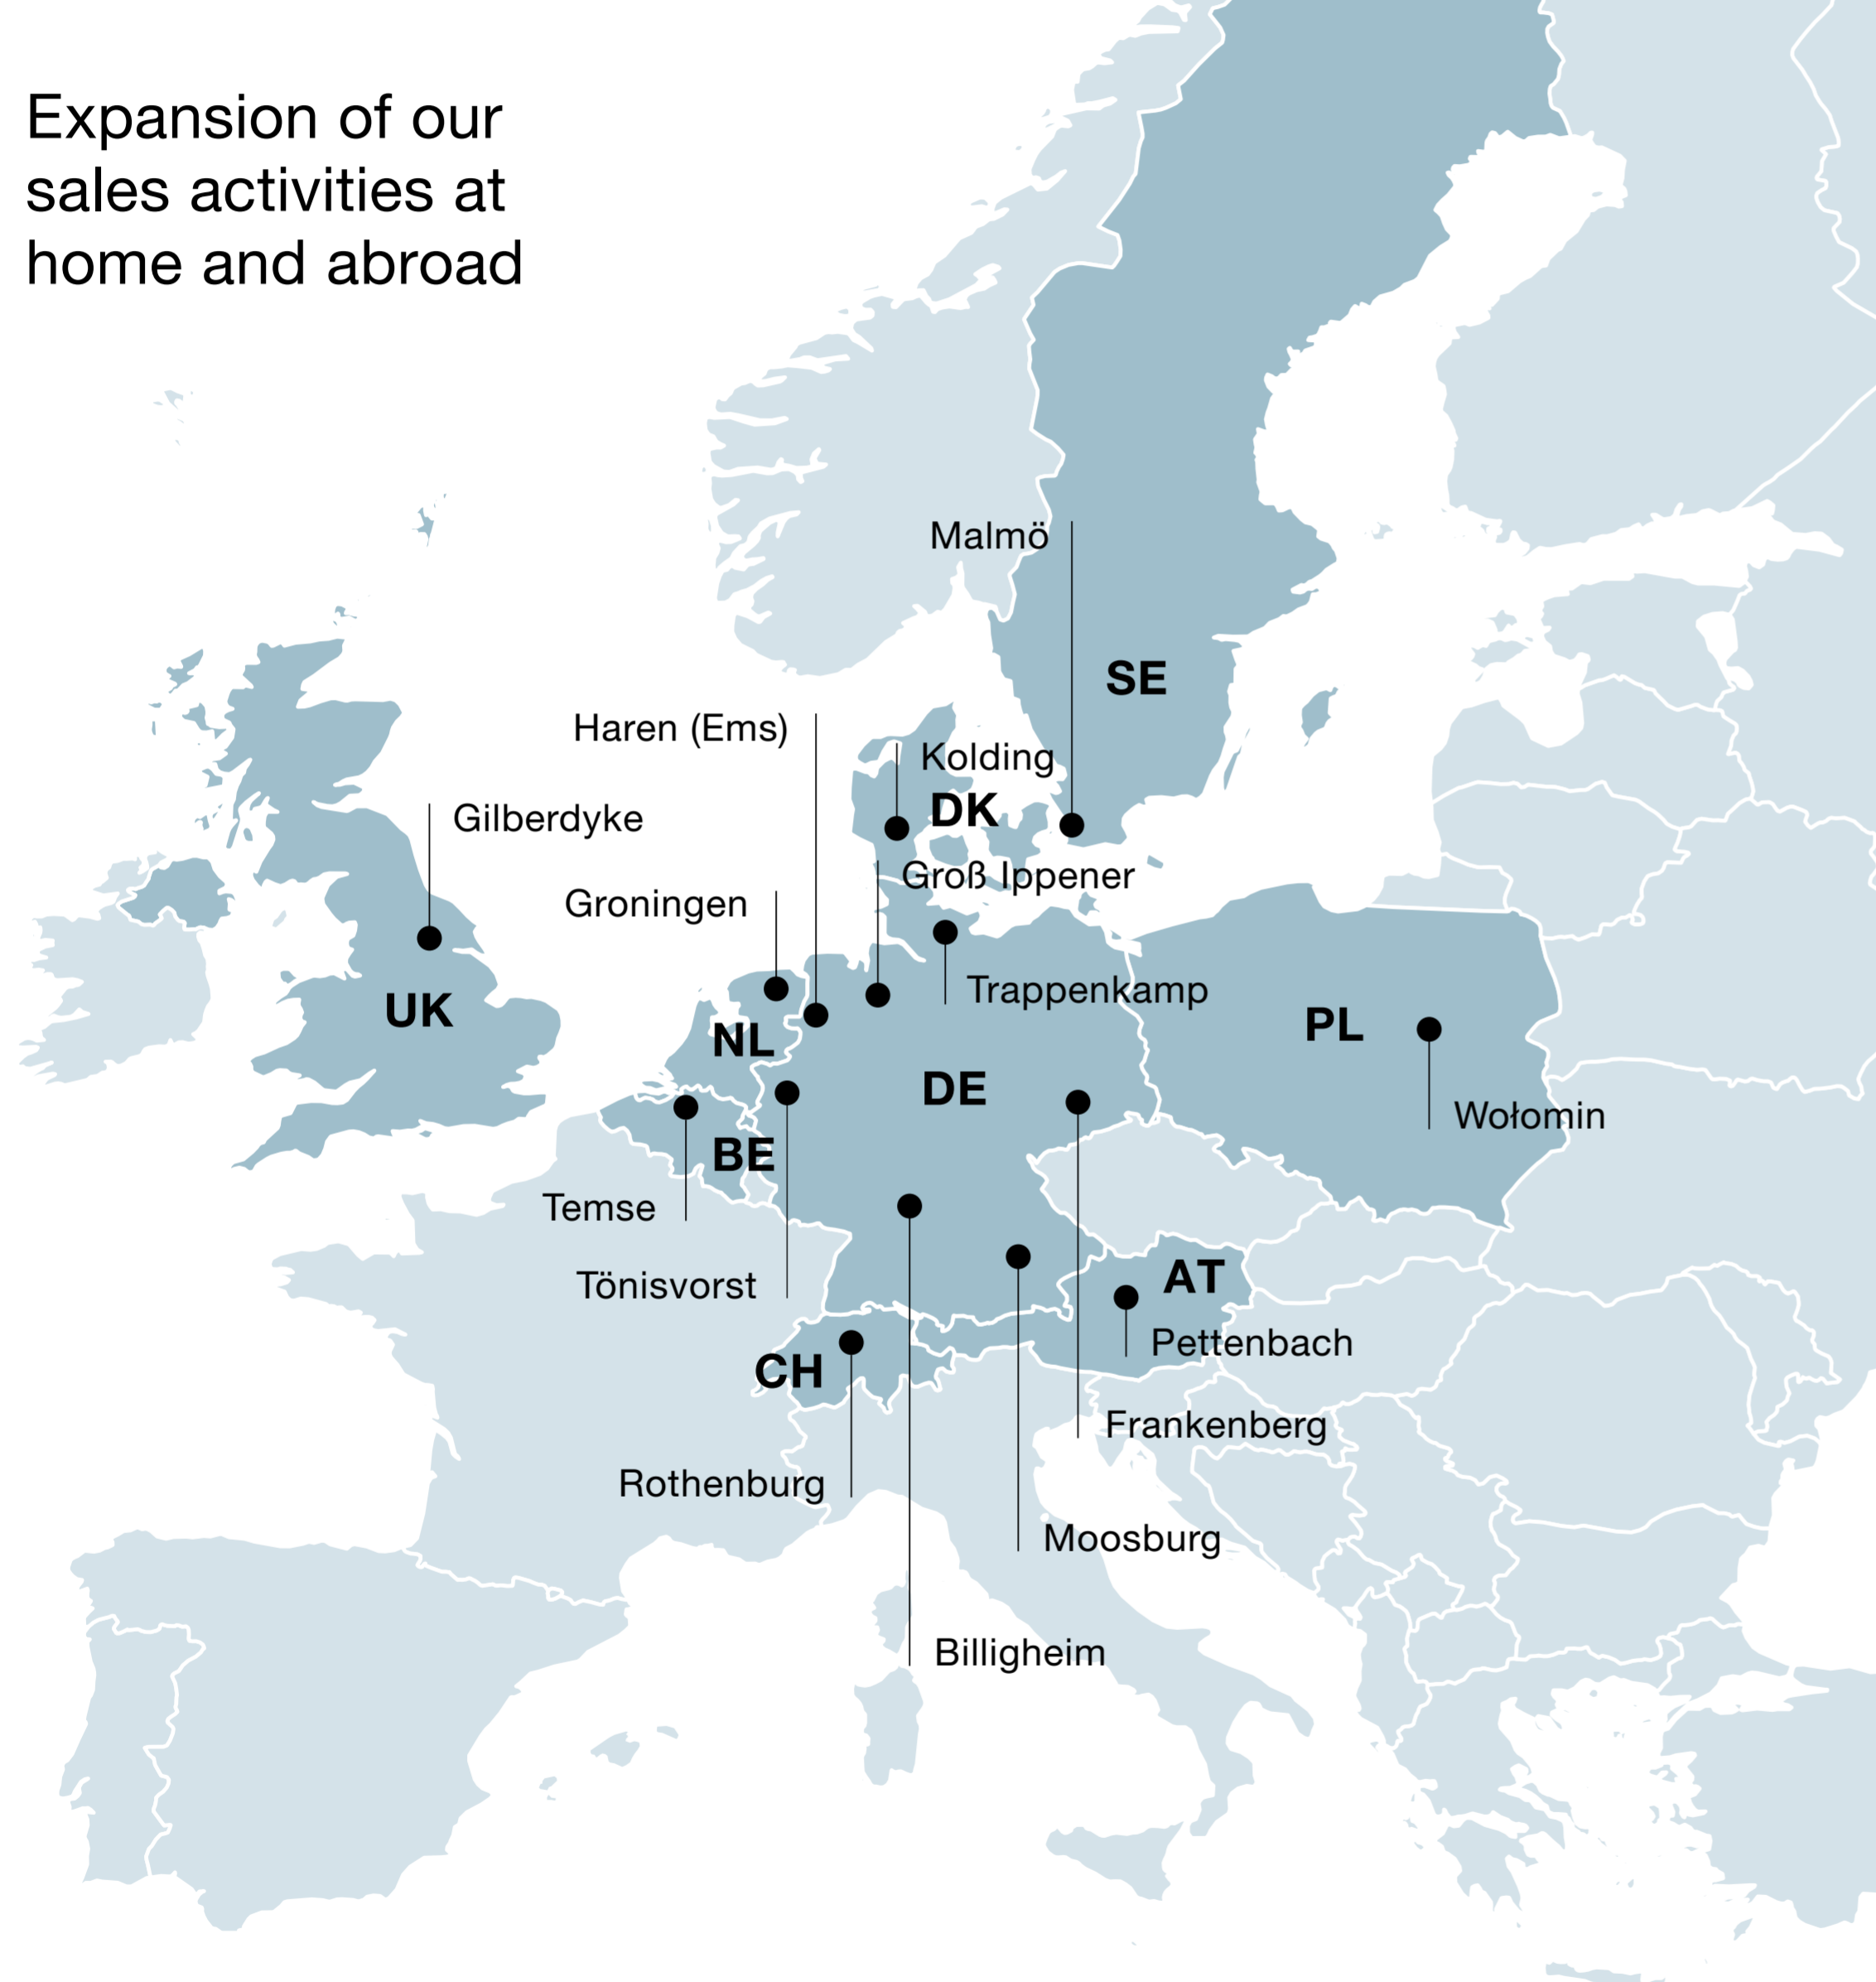 Expansion of our
sales activities at
home and abroad
Malmö
SE
Haren (Ems)
Kolding
DK
Gilberdyke
Groß Ippener
Groningen
Trappenkamp
UK
NL
PL
DE
Wołomin
BE
Temse
Tönisvorst
AT
Pettenbach
CH
Frankenberg
Rothenburg
Moosburg
Billigheim